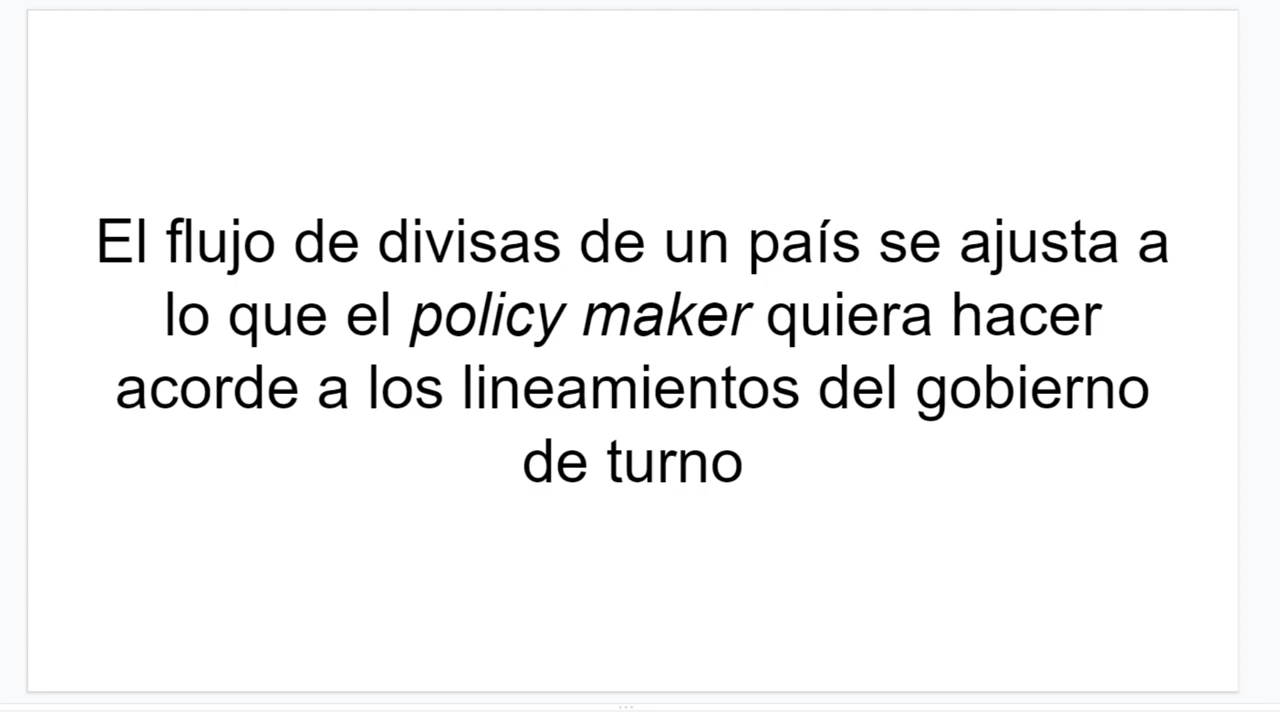 El flujo de divisas de un país se ajusta a
lo que el policy maker quiera hacer
acorde a los lineamientos del gobierno
de turno